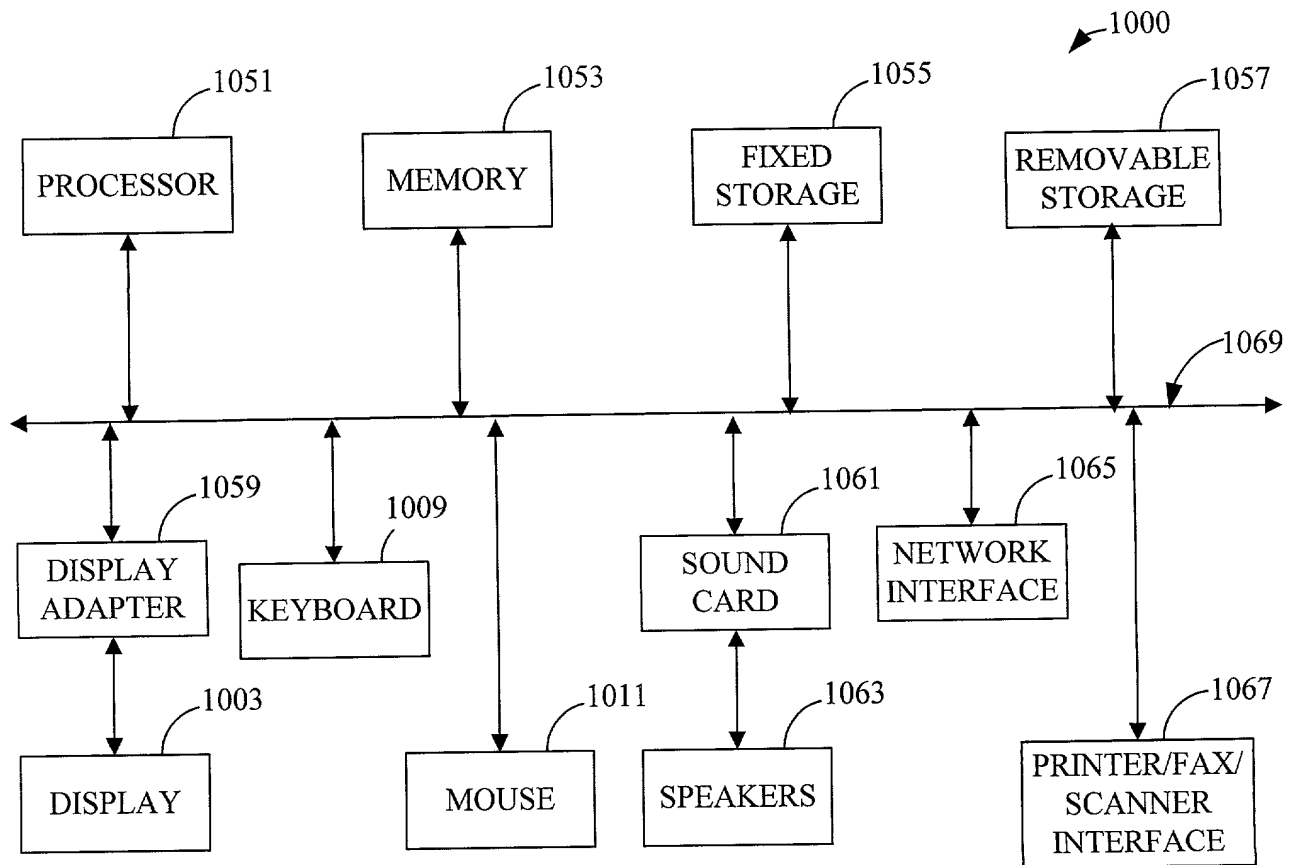 1000
1051
1053
1055
1057
PROCESSOR
MEMORY
FIXED
STORAGE
REMOVABLE
STORAGE
1069
1059
1009
1061
1065
DISPLAY
ADAPTER
KEYBOARD
SOUND
CARD
NETWORK
INTERFACE
1003
1011
1063
1067
DISPLAY
MOUSE
SPEAKERS
PRINTER/FAX/
SCANNER
INTERFACE